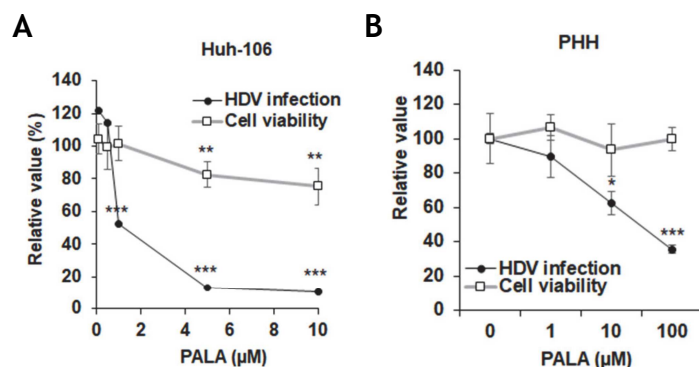 A
Huh-106
Relative value (%)
140
120
100
80
60
40
20
0
HDV infection
Cell viability
***
**
**
***
***
0 2 4 6 8 10
PALA (µM)
B
PHH
Relative value
140
120
100
80
60
40
20
0
*
***
HDV infection
Cell viability
0 1 10 100
PALA (µM)